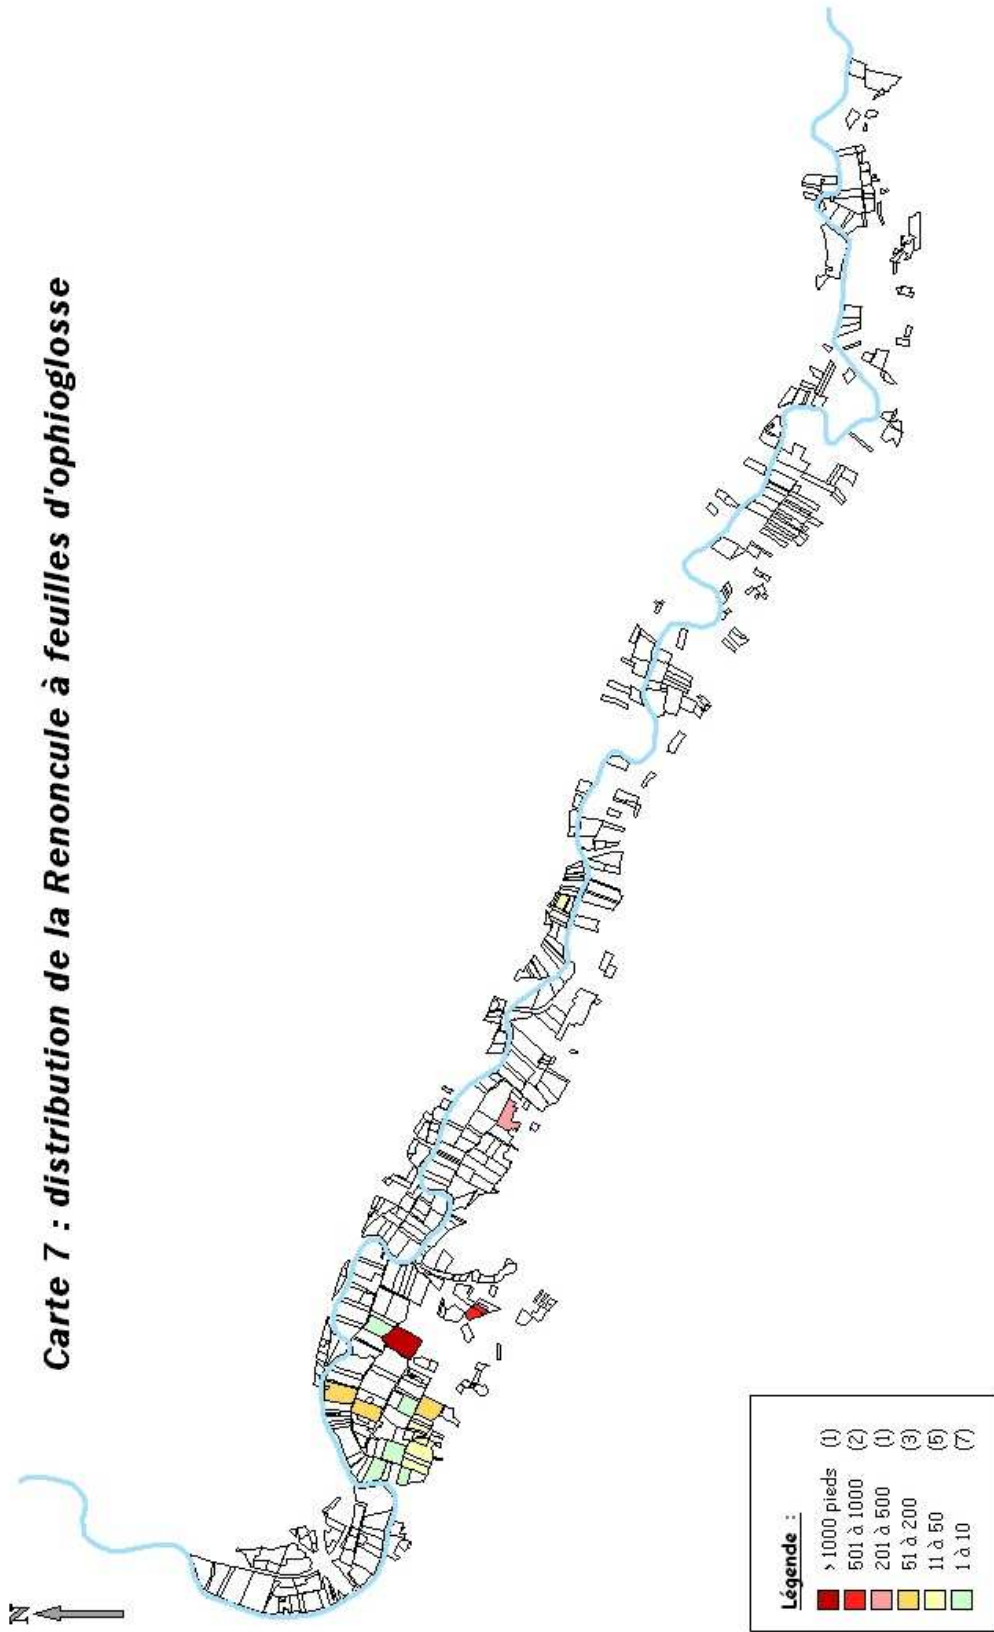 Carte 7 : distribution de la Renoncule à feuilles d'ophioglosse
N
Légende :
> 1000 pieds (1)
501 à 1000 (2)
201 à 500 (1)
51 à 200 (3)
11 à 50 (6)
1 à 10 (7)